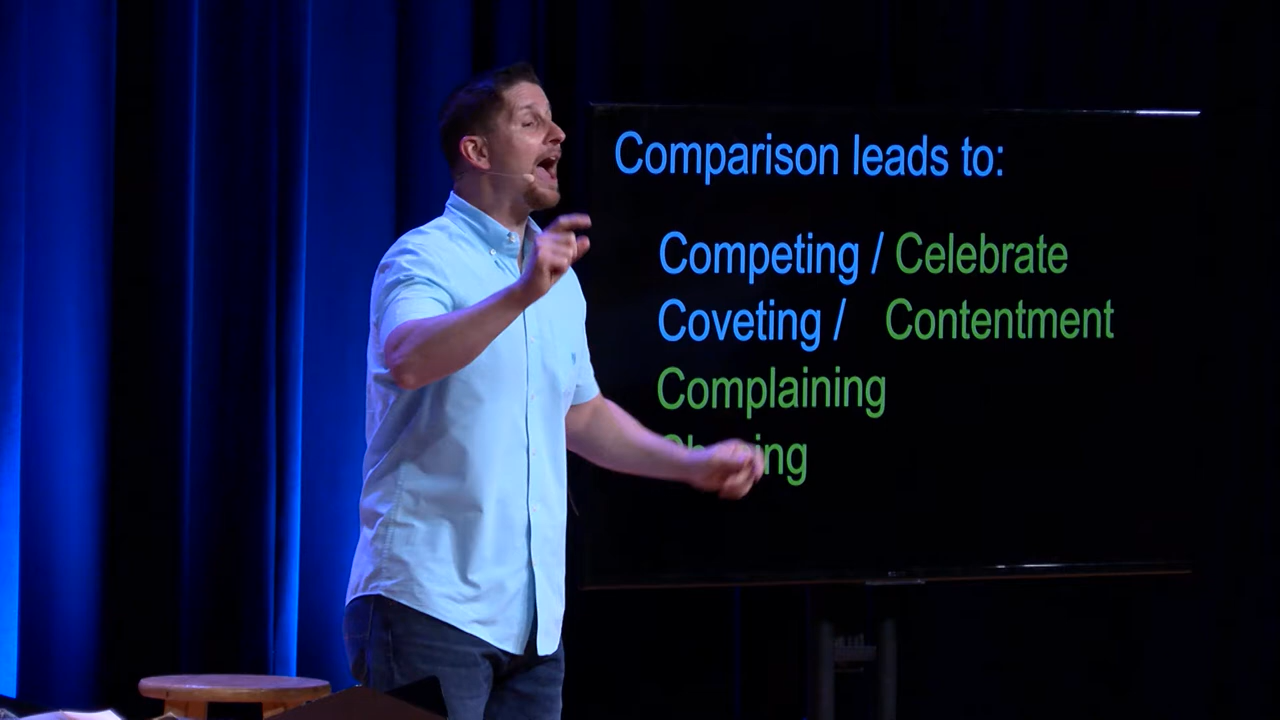 Comparison leads to:
Competing / Celebrate
Coveting / Contentment
Complaining